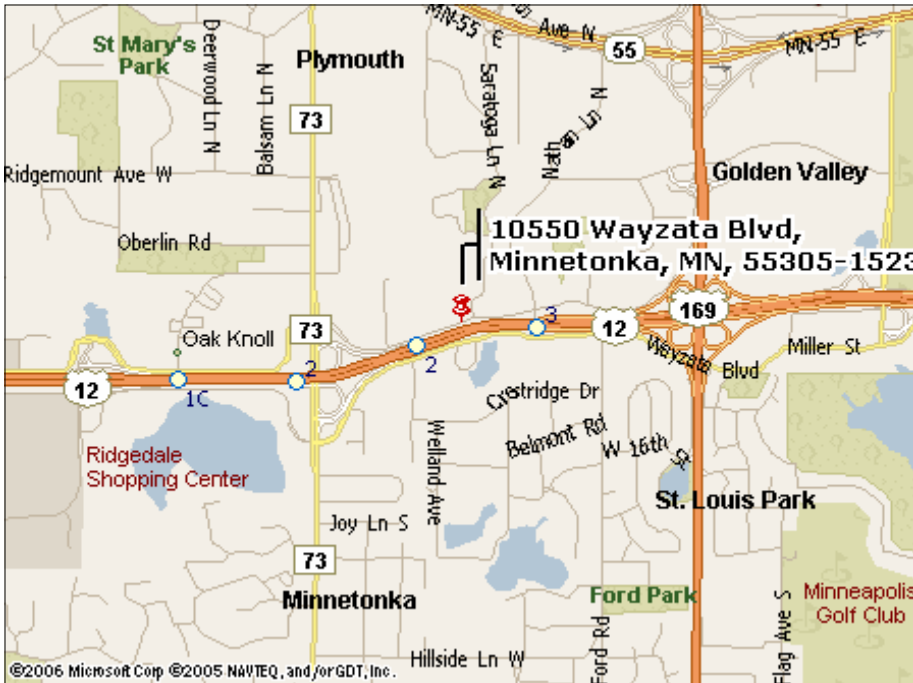 MN-55 E
Ave N
55
MN-55 E
St Mary's
Park
Deerwood Ln N
Balsam Ln N
Plymouth
73
Saratoga Ln N
Nathan Ln N
Ridgemount Ave W
Golden Valley
Oberlin Rd
10550 Wayzata Blvd,
Minnetonka, MN, 55305-1523
169
Oak Knoll
73
3
12
Wayzata Blvd
Miller St
12
1C
2
2
Crestridge Dr
Belmont Rd
W 16th St
Welland Ave
Ridgedale
Shopping Center
St. Louis Park
Joy Ln S
73
Minnetonka
Ford Park
Minneapolis
Golf Club
Ford Rd
Flag Ave S
Hillside Ln W
©2006 Microsoft Corp ©2005 NAVTEQ, and/or GDT, Inc.